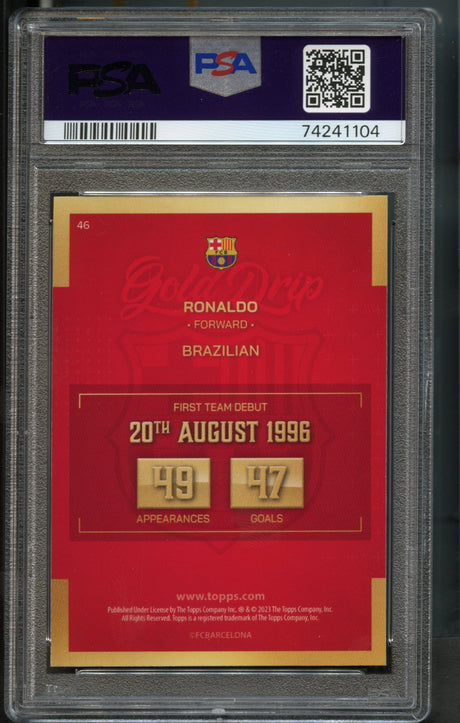 PSA
PSA
74241104
46
FCB
Gold Drip
RONALDO
• FORWARD •
BRAZILIAN
FIRST TEAM DEBUT
20TH AUGUST 1996
49 47
APPEARANCES GOALS
www.topps.com
Published Under License by The Topps Company Inc. ® & © 2023 The Topps Company, Inc.
All Rights Reserved. Topps is a registered trademark of The Topps Company, Inc.
©FCBARCELONA